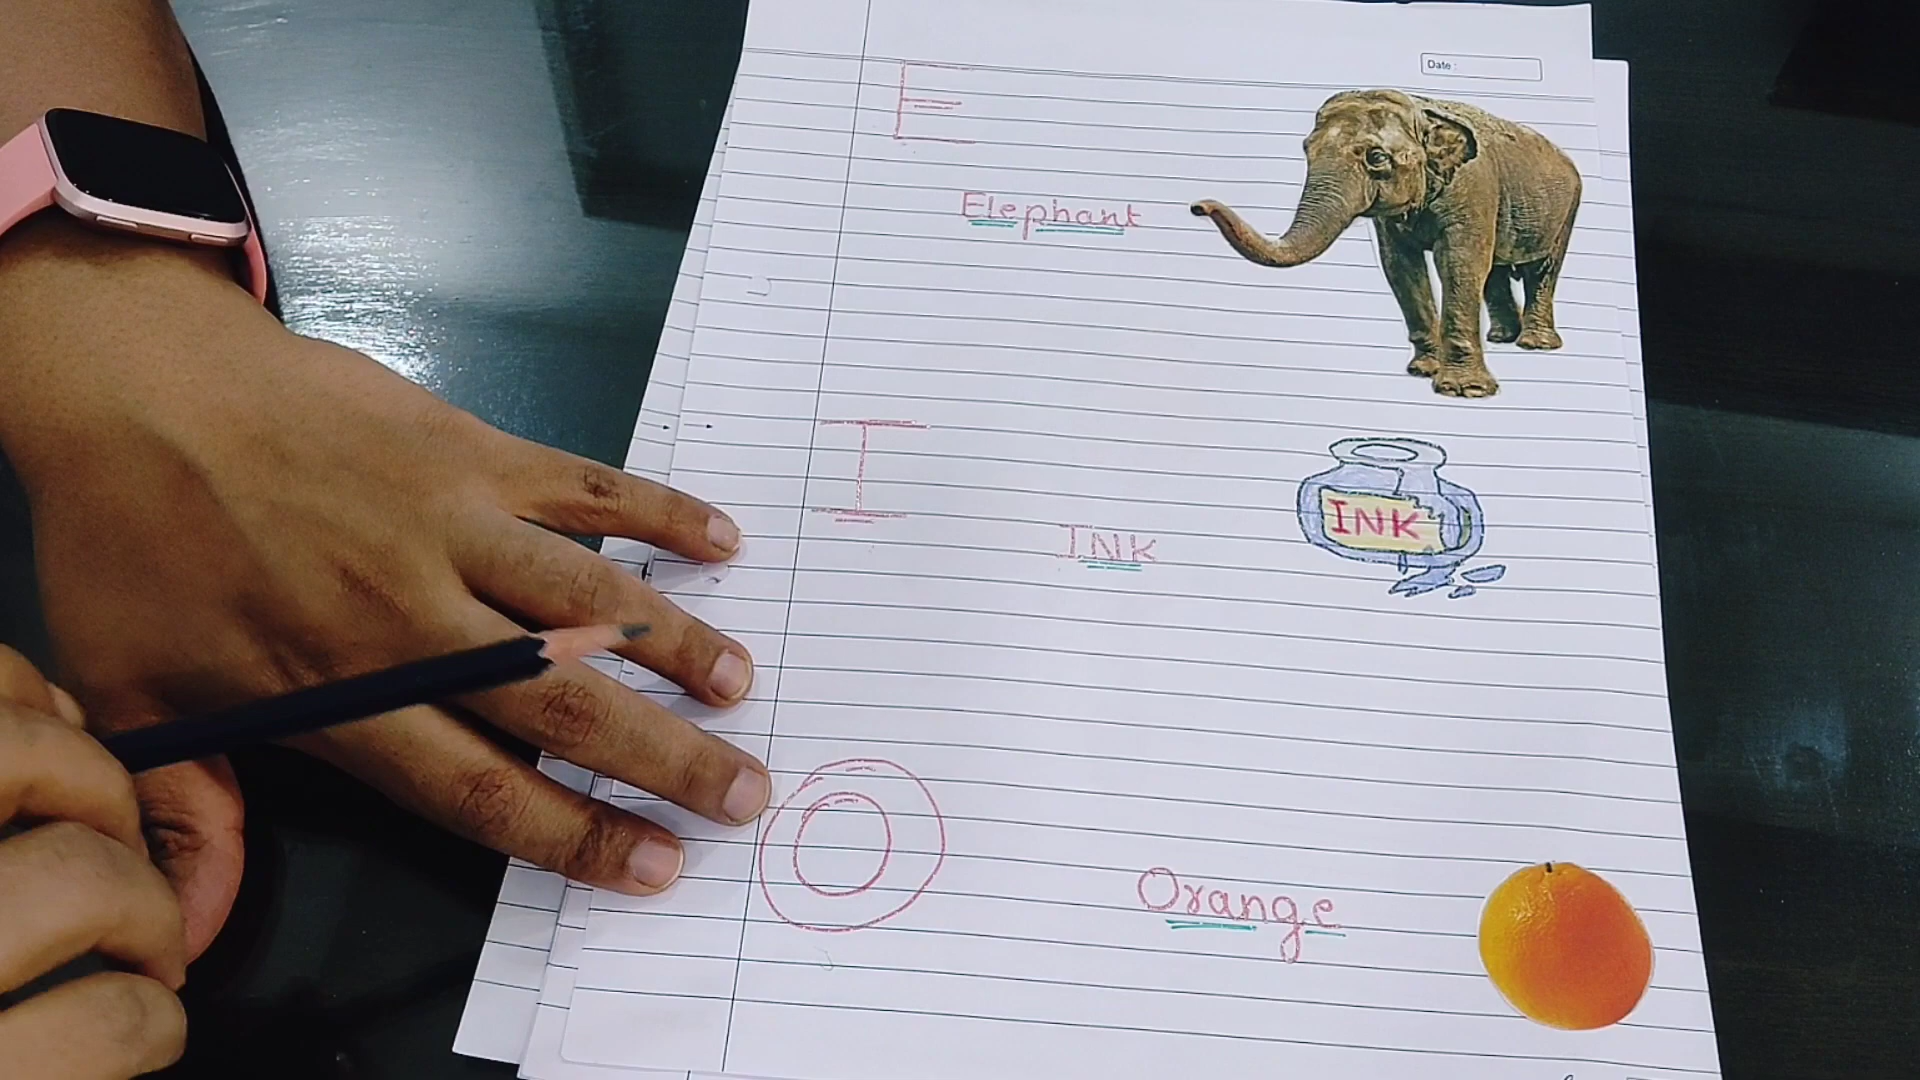 Date :
E
Elephant
I
INK
INK
O
Orange